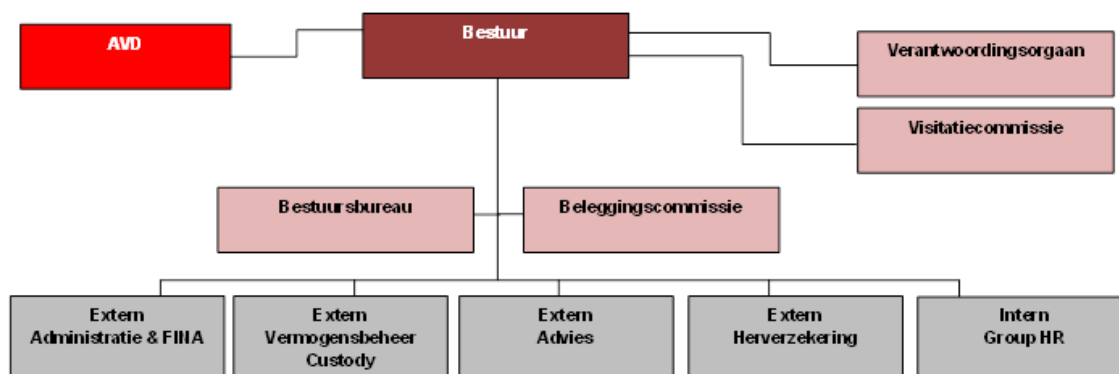 AVD
Bestuur
Verantwoordingsorgaan
Visitatiecommissie
Bestuursbureau
Beleggingscommissie
Extern
Administratie & FINA
Extern
Vermogensbeheer
Custody
Extern
Advies
Extern
Herverzekering
Intern
Group HR